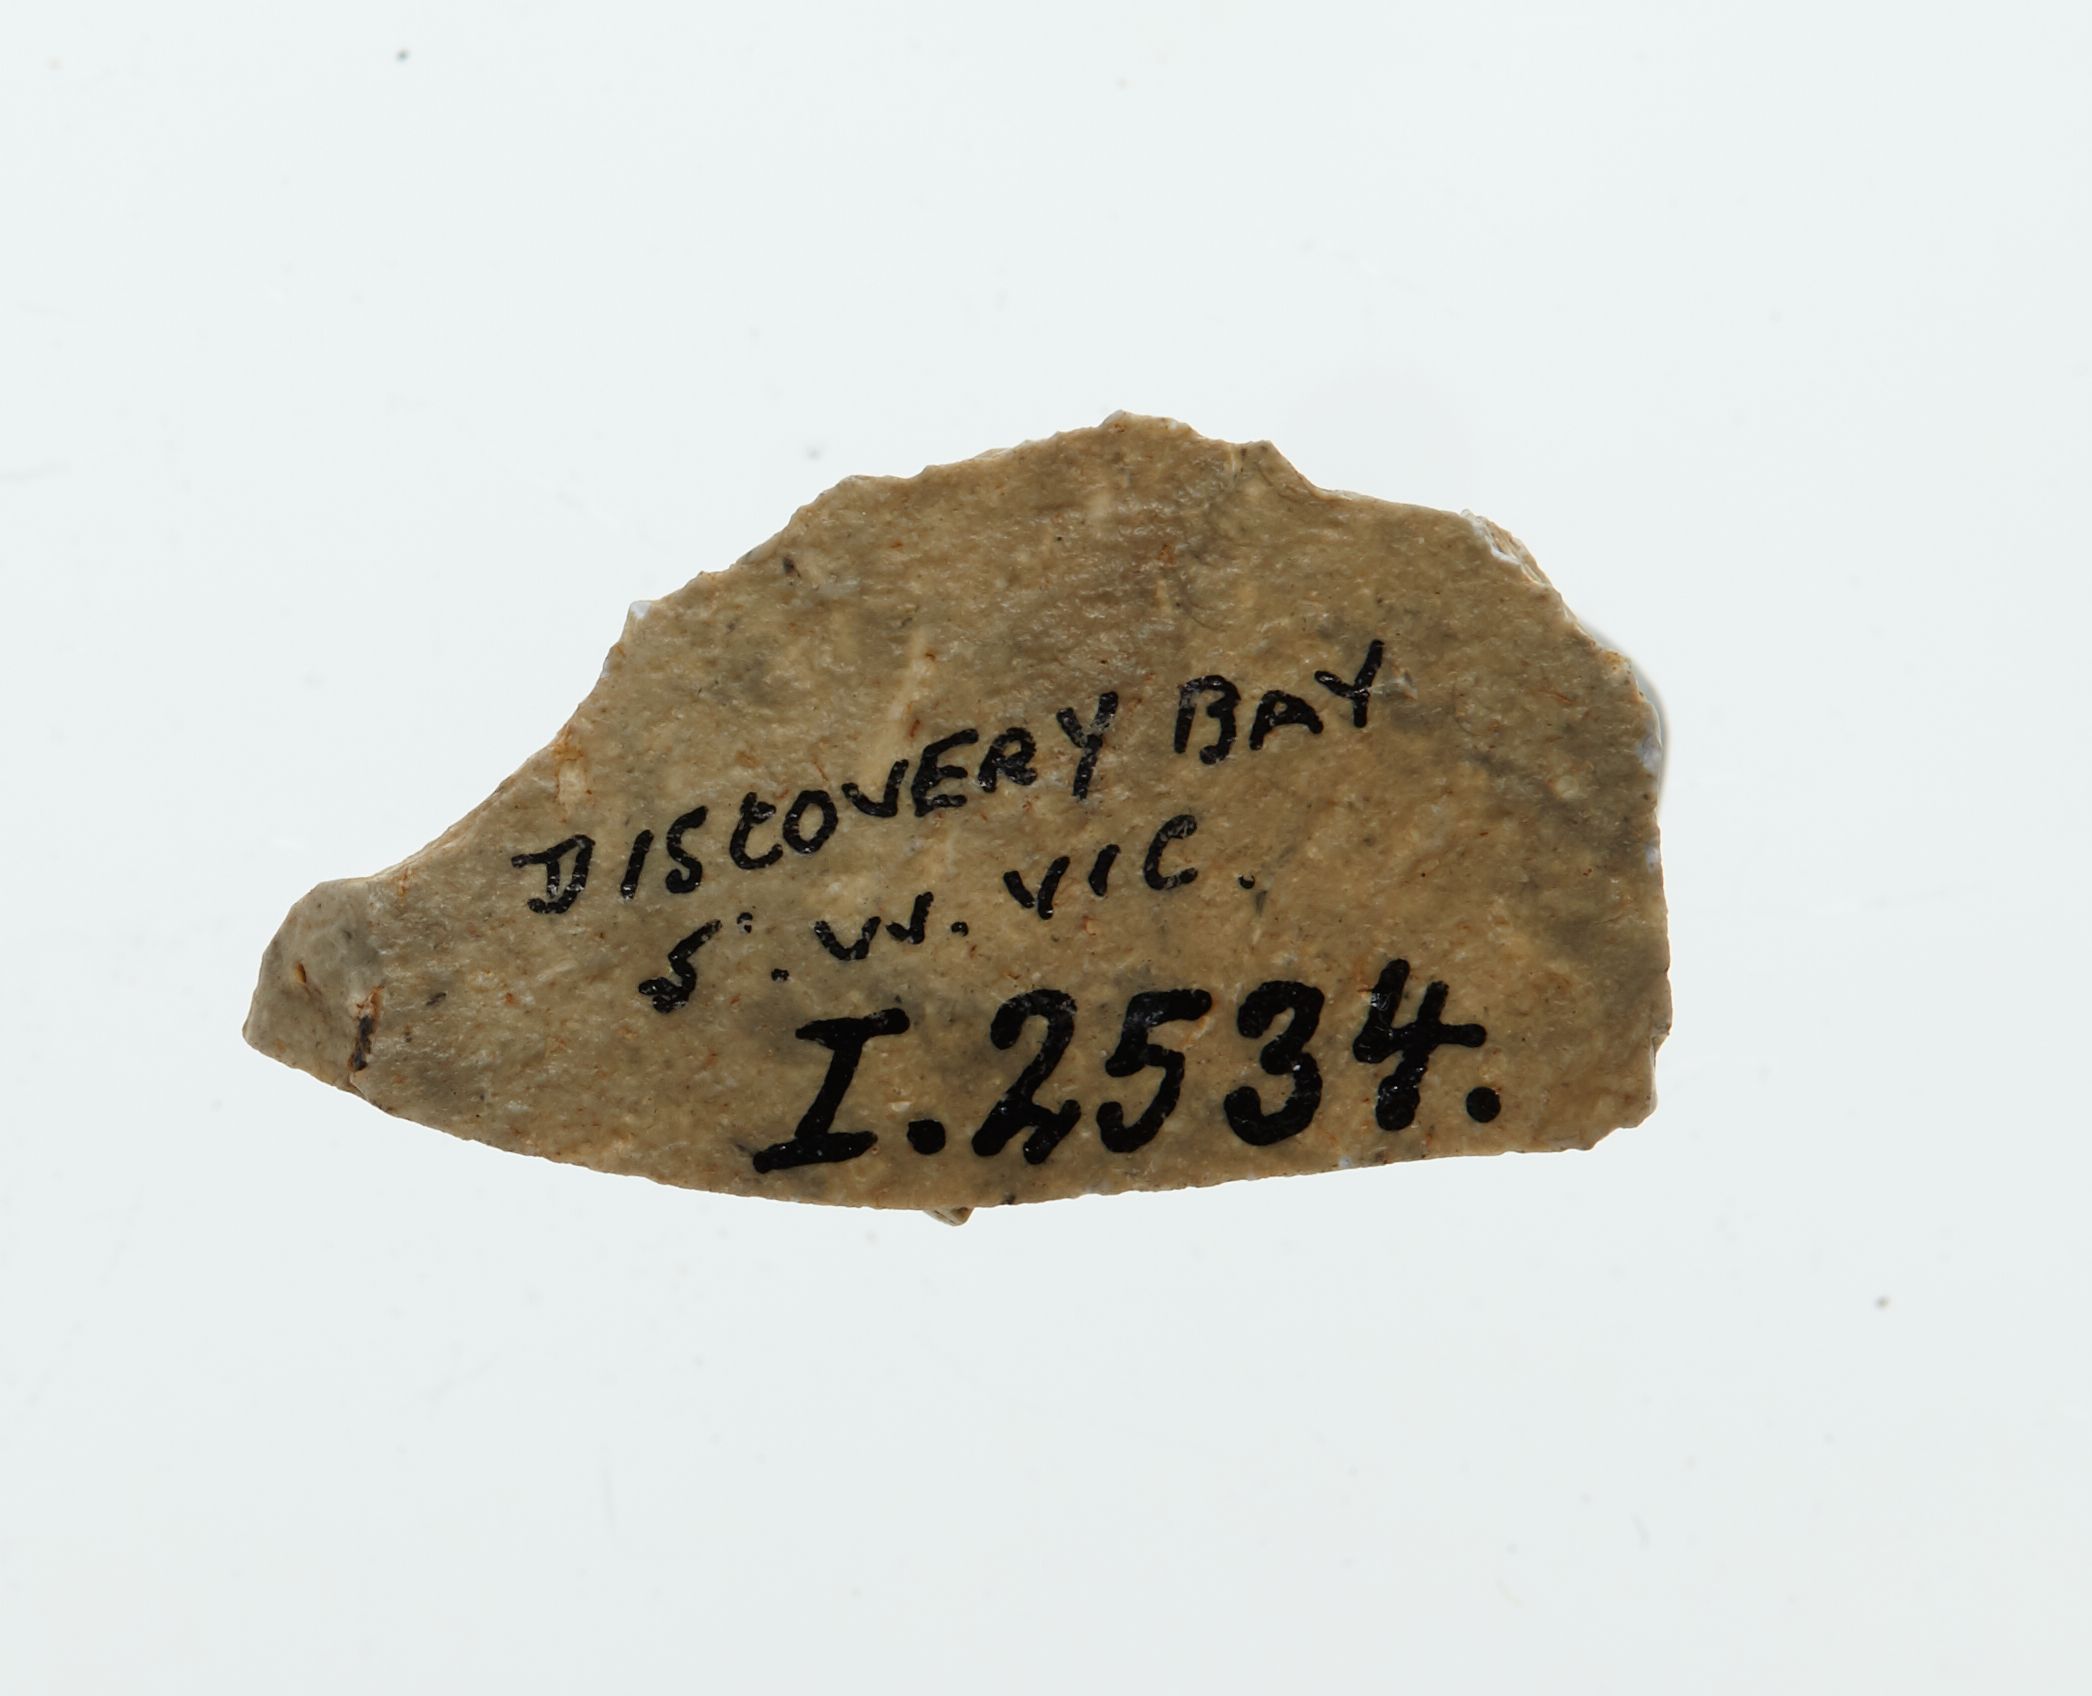 DISCOVERY BAY
S. W. VIC.
I.2534.